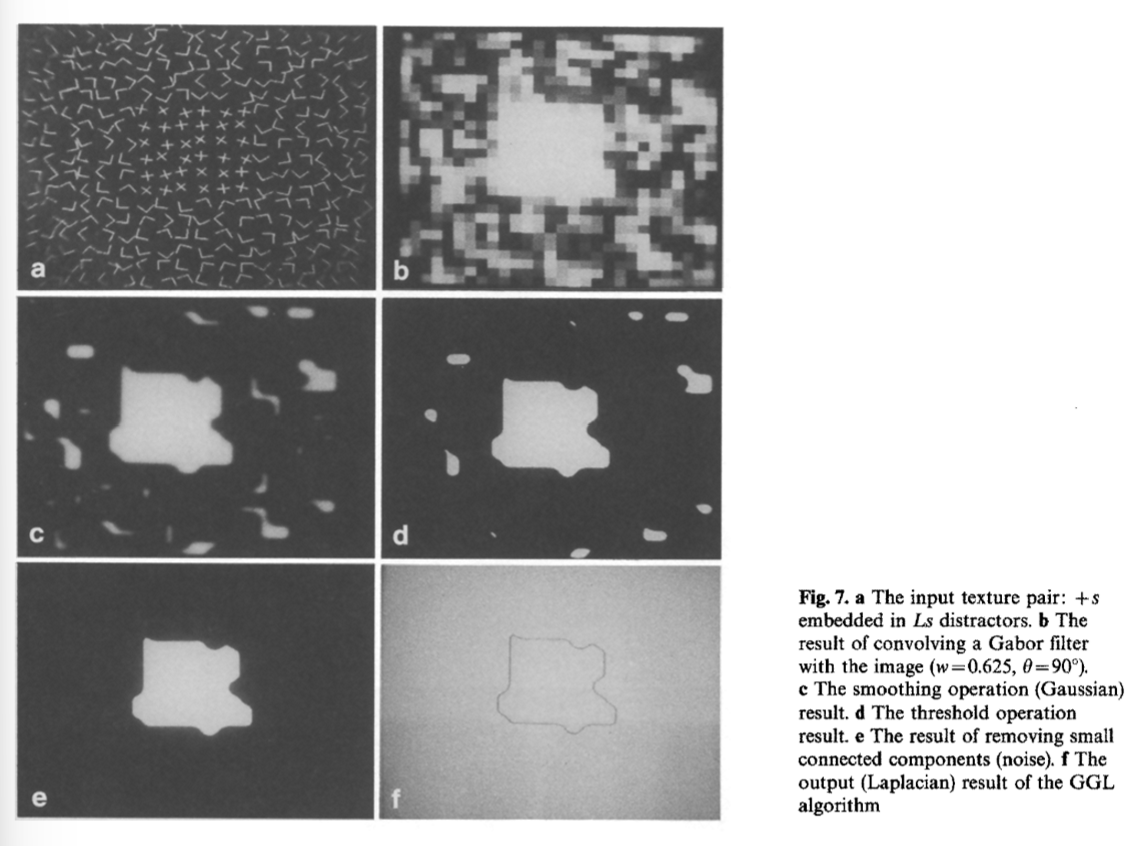 a
b
c
d
e
f
Fig. 7. a The input texture pair: +s
embedded in Ls distractors. b The
result of convolving a Gabor filter
with the image (w=0.625, θ=90°).
c The smoothing operation (Gaussian)
result. d The threshold operation
result. e The result of removing small
connected components (noise). f The
output (Laplacian) result of the GGL
algorithm